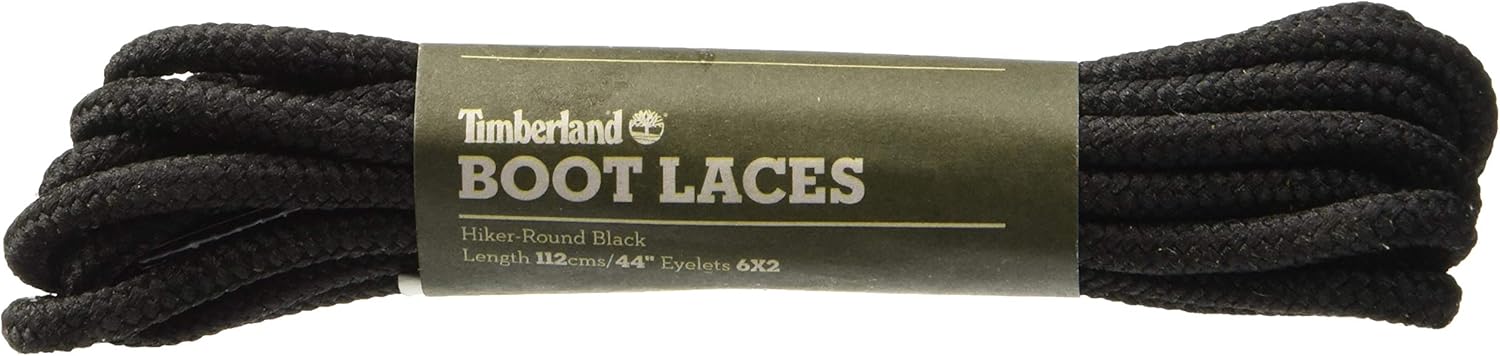 Timberland
BOOT LACES
Hiker-Round Black
Length 112cms/44" Eyelets 6X2